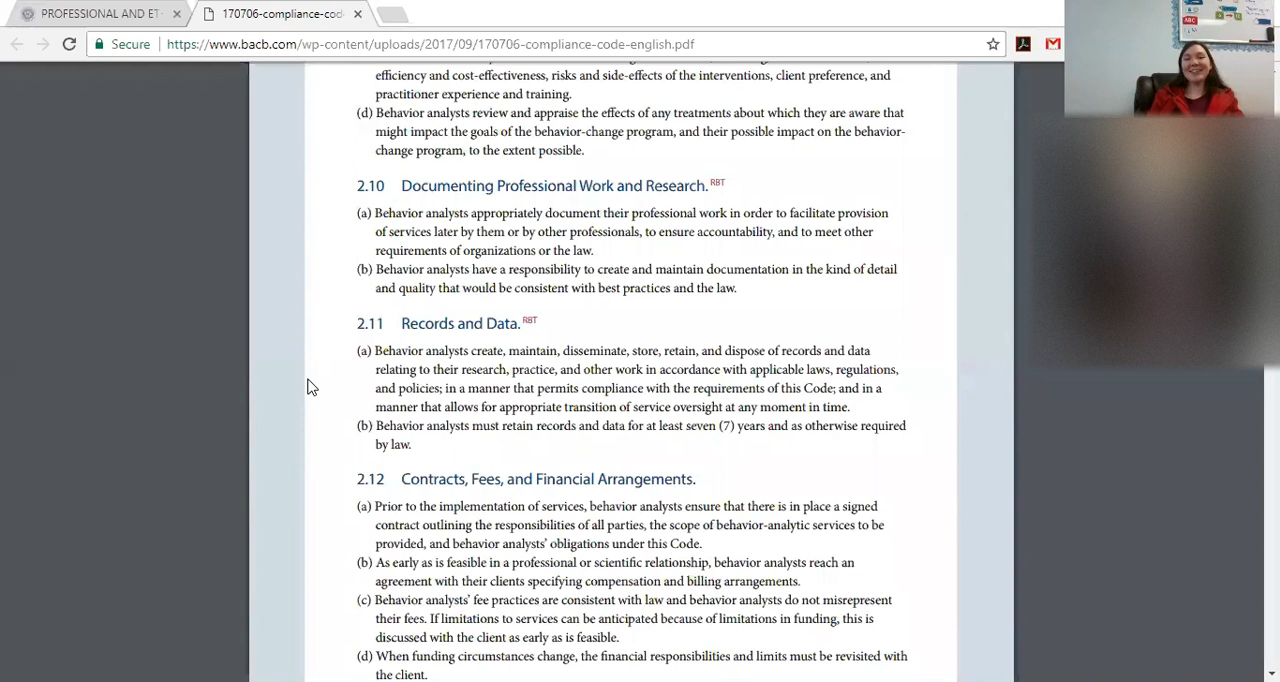 PROFESSIONAL AND ET
170706-compliance-cod
Secure
https://www.bacb.com/wp-content/uploads/2017/09/170706-compliance-code-english.pdf
ABC
efficiency and cost-effectiveness, risks and side-effects of the interventions, client preference, and
practitioner experience and training.
(d) Behavior analysts review and appraise the effects of any treatments about which they are aware that
might impact the goals of the behavior-change program, and their possible impact on the behavior-
change program, to the extent possible.
2.10 Documenting Professional Work and Research. RBT
(a) Behavior analysts appropriately document their professional work in order to facilitate provision
of services later by them or by other professionals, to ensure accountability, and to meet other
requirements of organizations or the law.
(b) Behavior analysts have a responsibility to create and maintain documentation in the kind of detail
and quality that would be consistent with best practices and the law.
2.11 Records and Data. RBT
(a) Behavior analysts create, maintain, disseminate, store, retain, and dispose of records and data
relating to their research, practice, and other work in accordance with applicable laws, regulations,
and policies; in a manner that permits compliance with the requirements of this Code; and in a
manner that allows for appropriate transition of service oversight at any moment in time.
(b) Behavior analysts must retain records and data for at least seven (7) years and as otherwise required
by law.
2.12 Contracts, Fees, and Financial Arrangements.
(a) Prior to the implementation of services, behavior analysts ensure that there is in place a signed
contract outlining the responsibilities of all parties, the scope of behavior-analytic services to be
provided, and behavior analysts' obligations under this Code.
(b) As early as is feasible in a professional or scientific relationship, behavior analysts reach an
agreement with their clients specifying compensation and billing arrangements.
(c) Behavior analysts' fee practices are consistent with law and behavior analysts do not misrepresent
their fees. If limitations to services can be anticipated because of limitations in funding, this is
discussed with the client as early as is feasible.
(d) When funding circumstances change, the financial responsibilities and limits must be revisited with
the client.